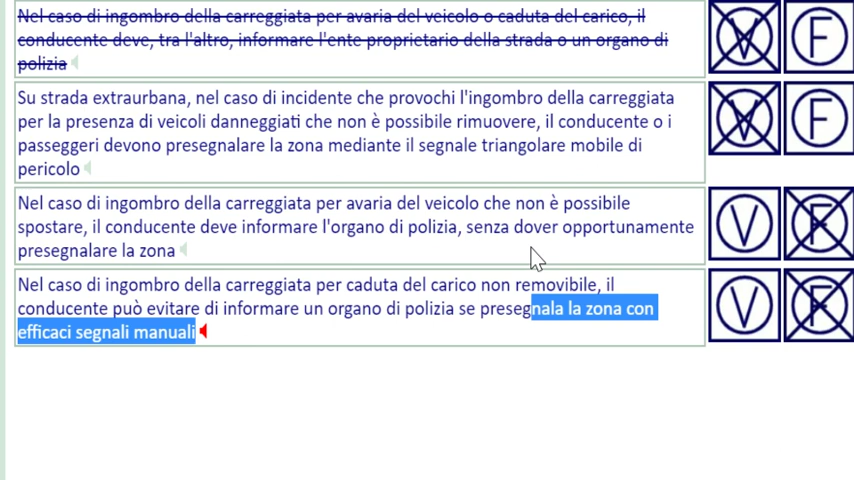 Nel caso di ingombro della carreggiata per avaria del veicolo o caduta del carico, il
conducente deve, tra l'altro, informare l'ente proprietario della strada o un organo di
polizia
V F
Su strada extraurbana, nel caso di incidente che provochi l'ingombro della carreggiata
per la presenza di veicoli danneggiati che non è possibile rimuovere, il conducente o i
passeggeri devono presegnalare la zona mediante il segnale triangolare mobile di
pericolo
V F
Nel caso di ingombro della carreggiata per avaria del veicolo che non è possibile
spostare, il conducente deve informare l'organo di polizia, senza dover opportunamente
presegnalare la zona
V F
Nel caso di ingombro della carreggiata per caduta del carico non removibile, il
conducente può evitare di informare un organo di polizia se presegnala la zona con
efficaci segnali manuali
V F